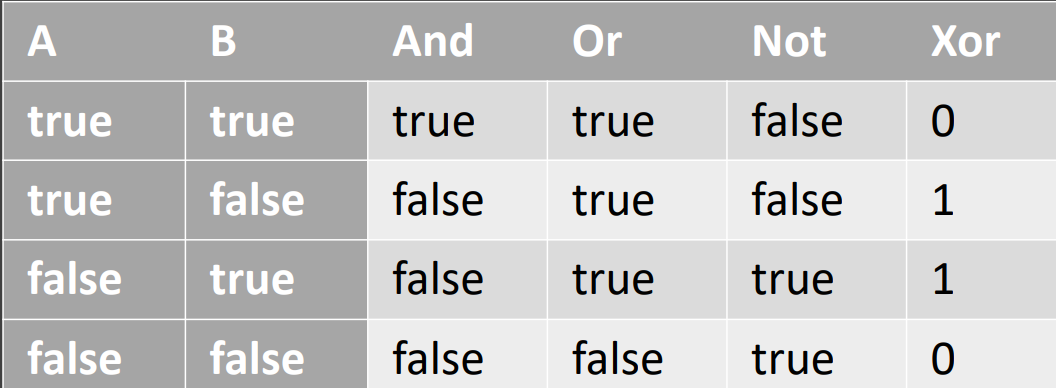 A B And Or Not Xor
true true true true false 0
true false false true false 1
false true false true true 1
false false false false true 0